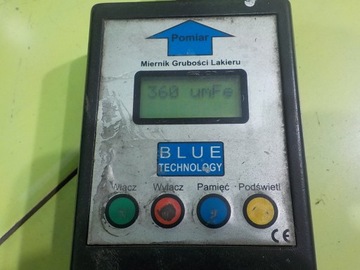 Pomiar
Miernik Grubości Lakieru
360 umFe
BLUE
TECHNOLOGY
Włącz Wyłącz Pamięć Podświetl
CE